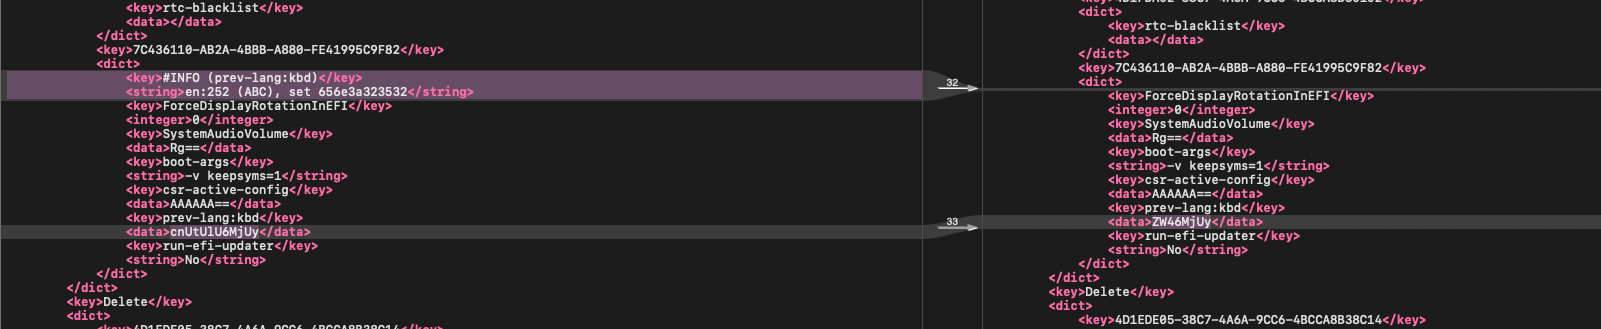 <key>rtc-blacklist</key>
<data></data>
</dict>
<key>7C436110-AB2A-4BBB-A880-FE41995C9F82</key>
<dict>
<key>#INFO (prev-lang:kbd)</key>
<string>en:252 (ABC), set 656e3a323532</string>
<key>ForceDisplayRotationInEFI</key>
<integer>0</integer>
<key>SystemAudioVolume</key>
<data>Rg==</data>
<key>boot-args</key>
<string>-v keepsyms=1</string>
<key>csr-active-config</key>
<data>AAAAAA==</data>
<key>prev-lang:kbd</key>
<data>cnUtUlU6MjUy</data>
<key>run-efi-updater</key>
<string>No</string>
</dict>
</dict>
<key>Delete</key>
<dict>
<key>4D1EDE05-38C7-4A6A-9CC6-4BCCA8B38C14</key>
32
33
<dict>
<key>rtc-blacklist</key>
<data></data>
</dict>
<key>7C436110-AB2A-4BBB-A880-FE41995C9F82</key>
<dict>
<key>ForceDisplayRotationInEFI</key>
<integer>0</integer>
<key>SystemAudioVolume</key>
<data>Rg==</data>
<key>boot-args</key>
<string>-v keepsyms=1</string>
<key>csr-active-config</key>
<data>AAAAAA==</data>
<key>prev-lang:kbd</key>
<data>ZW46MjUy</data>
<key>run-efi-updater</key>
<string>No</string>
</dict>
</dict>
<key>Delete</key>
<dict>
<key>4D1EDE05-38C7-4A6A-9CC6-4BCCA8B38C14</key>